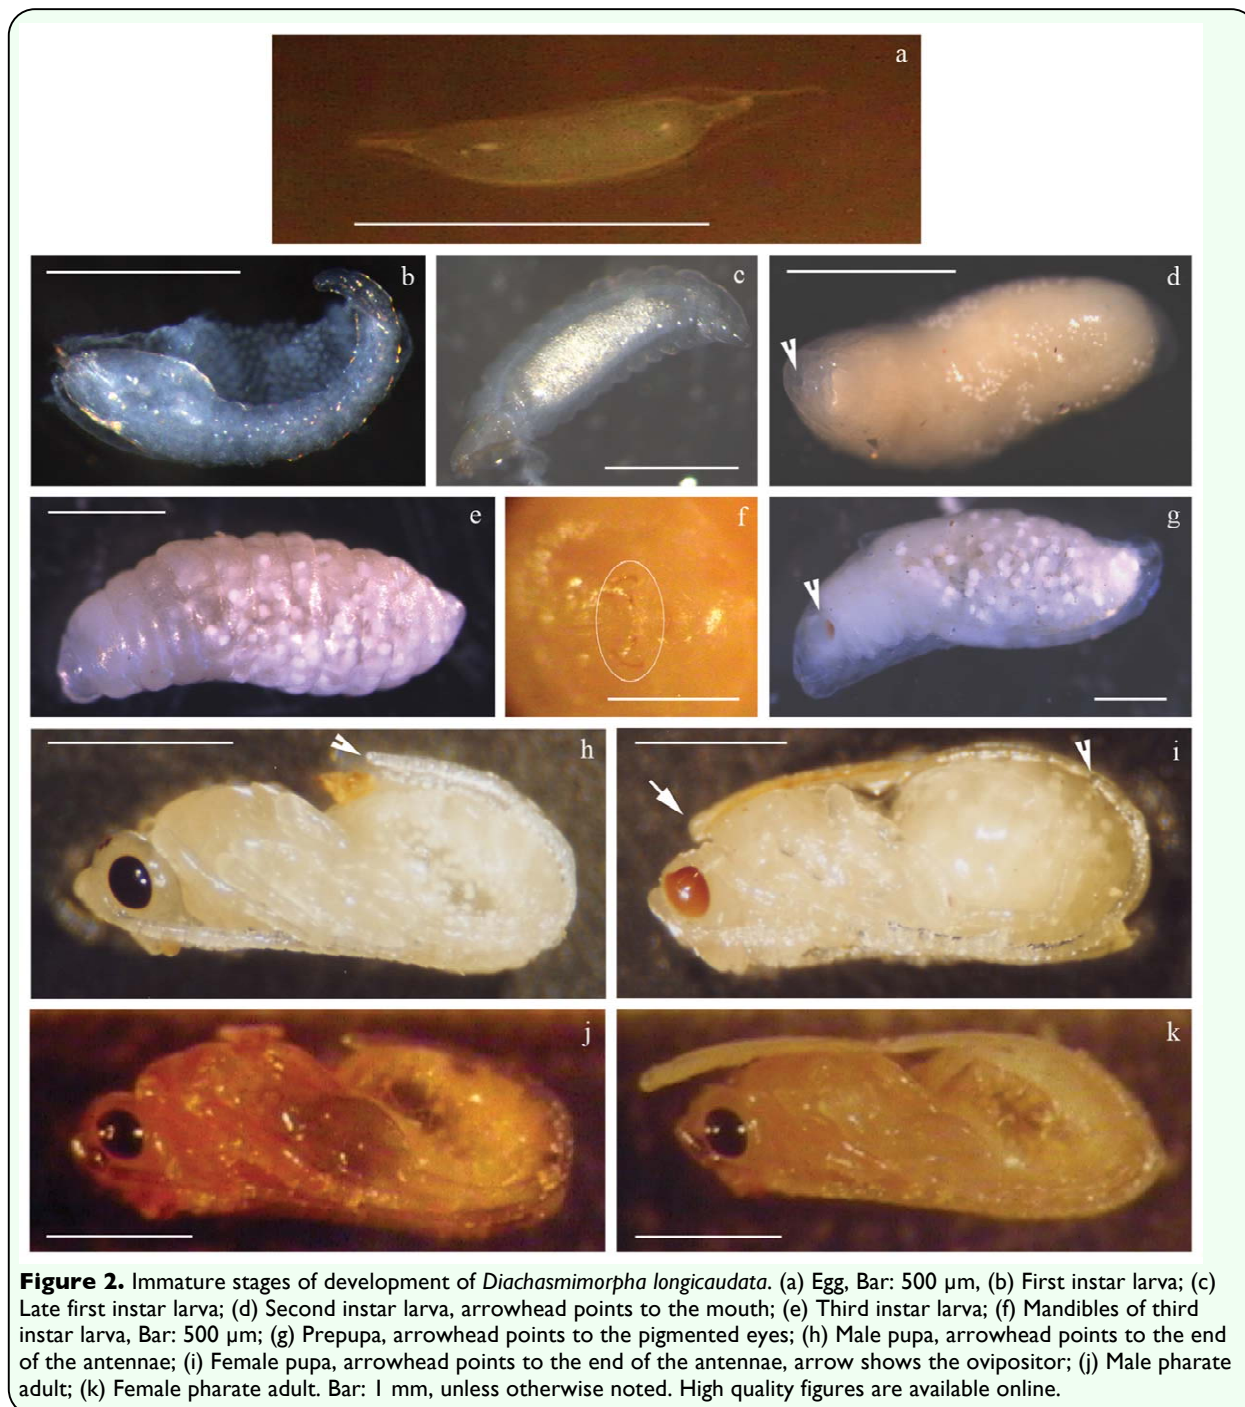 a
b
c
d
e
f
g
h
i
j
k
Figure 2. Immature stages of development of Diachasmimorpha longicaudata. (a) Egg, Bar: 500 µm, (b) First instar larva; (c)
Late first instar larva; (d) Second instar larva, arrowhead points to the mouth; (e) Third instar larva; (f) Mandibles of third
instar larva, Bar: 500 µm; (g) Prepupa, arrowhead points to the pigmented eyes; (h) Male pupa, arrowhead points to the end
of the antennae; (i) Female pupa, arrowhead points to the end of the antennae, arrow shows the ovipositor; (j) Male pharate
adult; (k) Female pharate adult. Bar: 1 mm, unless otherwise noted. High quality figures are available online.